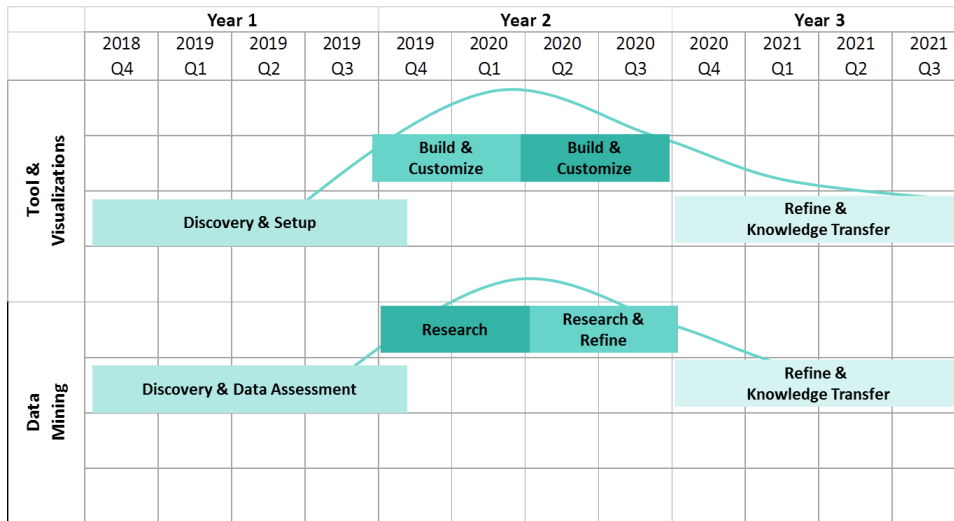 Year 1
Year 2
Year 3
2018
Q4
2019
Q1
2019
Q2
2019
Q3
2019
Q4
2020
Q1
2020
Q2
2020
Q3
2020
Q4
2021
Q1
2021
Q2
2021
Q3
Tool &
Visualizations
Build &
Customize
Build &
Customize
Discovery & Setup
Refine &
Knowledge Transfer
Data
Mining
Research
Research &
Refine
Discovery & Data Assessment
Refine &
Knowledge Transfer